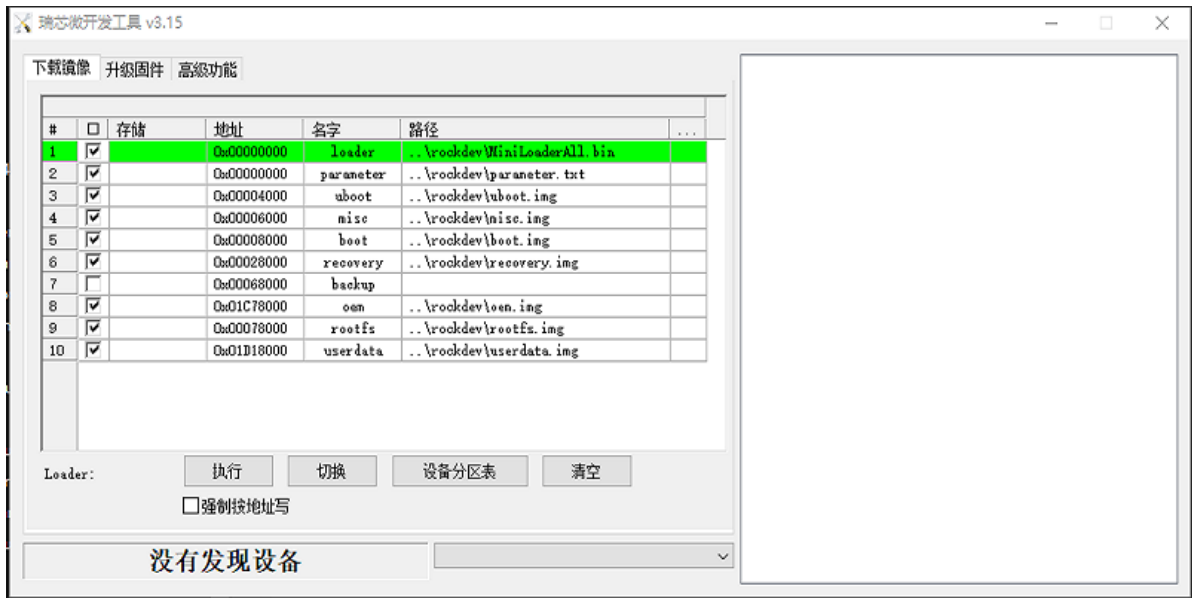 瑞芯微开发工具 v3.15
下载镜像 升级固件 高级功能
# 存储 地址 名字 路径 ...
1 0x00000000 loader ..\rockdev\MiniLoaderAll.bin
2 0x00000000 parameter ..\rockdev\parameter.txt
3 0x00004000 uboot ..\rockdev\uboot.img
4 0x00006000 misc ..\rockdev\misc.img
5 0x00008000 boot ..\rockdev\boot.img
6 0x00028000 recovery ..\rockdev\recovery.img
7 0x00068000 backup
8 0x01C78000 oem ..\rockdev\oem.img
9 0x00078000 rootfs ..\rockdev\rootfs.img
10 0x01D18000 userdata ..\rockdev\userdata.img
Loader: 执行 切换 设备分区表 清空
强制按地址写
没有发现设备